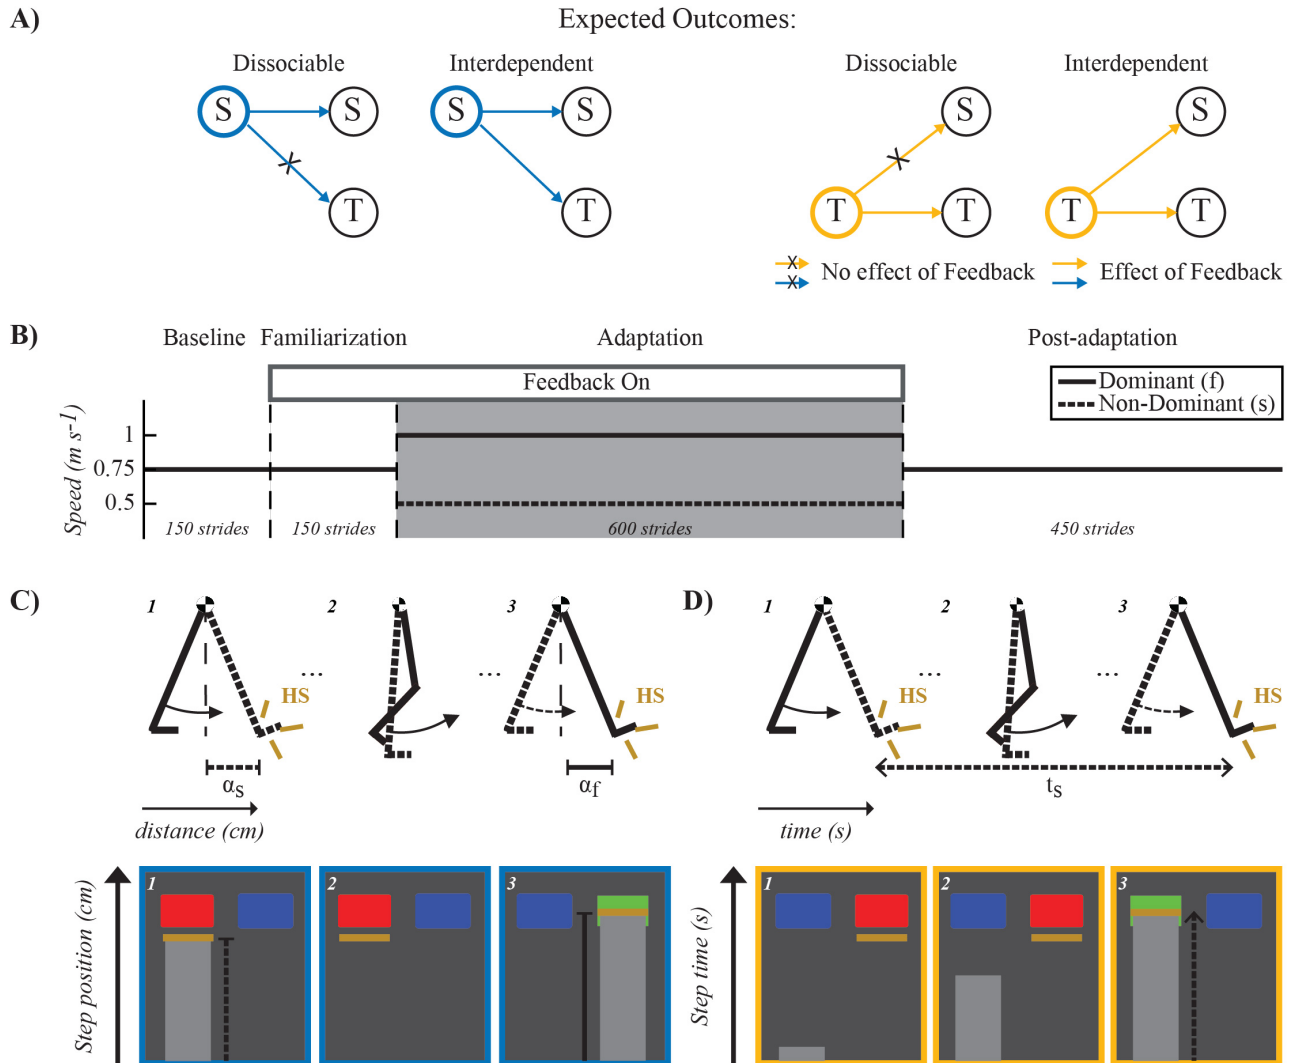 A)
Expected Outcomes:
Dissociable
Interdependent
Dissociable
Interdependent
S
S
S
S
S
S
T
T
T
T
T
T
X
X
X No effect of Feedback
X
Effect of Feedback
B)
Baseline
Familiarization
Adaptation
Post-adaptation
Feedback On
Dominant (f)
Non-Dominant (s)
Speed (m s-1)
1
0.75
0.5
150 strides
150 strides
600 strides
450 strides
C)
1
2
3
...
...
HS
HS
αs
αf
distance (cm)
Step position (cm)
1
2
3
D)
1
2
3
...
...
HS
HS
ts
time (s)
Step time (s)
1
2
3